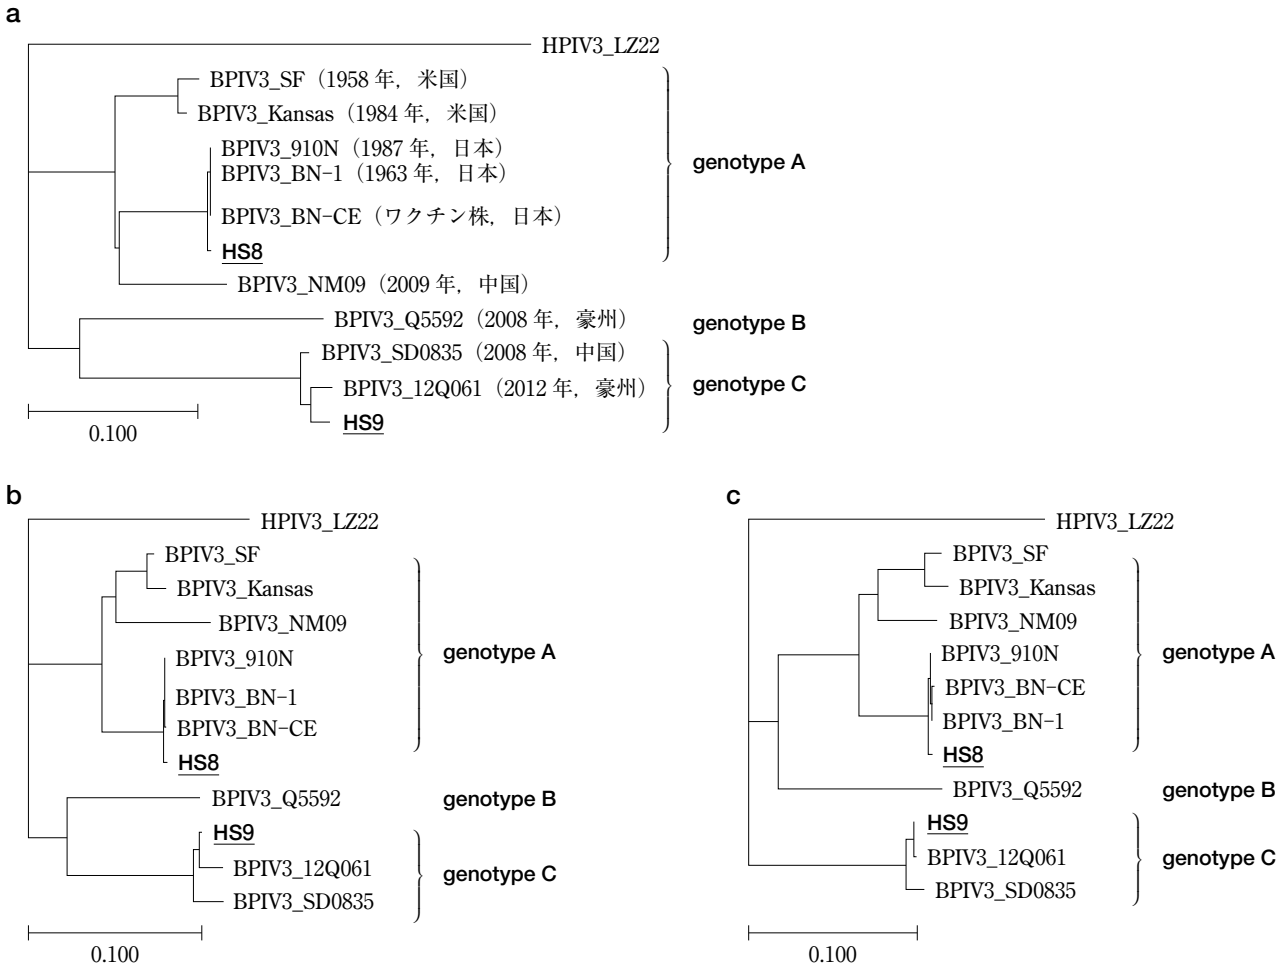 a
HPIV3_LZ22
BPIV3_SF（1958 年，米国）
BPIV3_Kansas（1984 年，米国）
BPIV3_910N（1987 年，日本）
BPIV3_BN-1（1963 年，日本）
genotype A
BPIV3_BN-CE（ワクチン株，日本）
HS8
BPIV3_NM09（2009 年，中国）
BPIV3_Q5592（2008 年，豪州）
genotype B
BPIV3_SD0835（2008 年，中国）
BPIV3_12Q061（2012 年，豪州）
genotype C
HS9
0.100
b
HPIV3_LZ22
BPIV3_SF
BPIV3_Kansas
BPIV3_NM09
genotype A
BPIV3_910N
BPIV3_BN-1
BPIV3_BN-CE
HS8
BPIV3_Q5592
genotype B
HS9
BPIV3_12Q061
genotype C
BPIV3_SD0835
0.100
c
HPIV3_LZ22
BPIV3_SF
BPIV3_Kansas
BPIV3_NM09
BPIV3_910N
genotype A
BPIV3_BN-CE
BPIV3_BN-1
HS8
BPIV3_Q5592
genotype B
HS9
BPIV3_12Q061
genotype C
BPIV3_SD0835
0.100